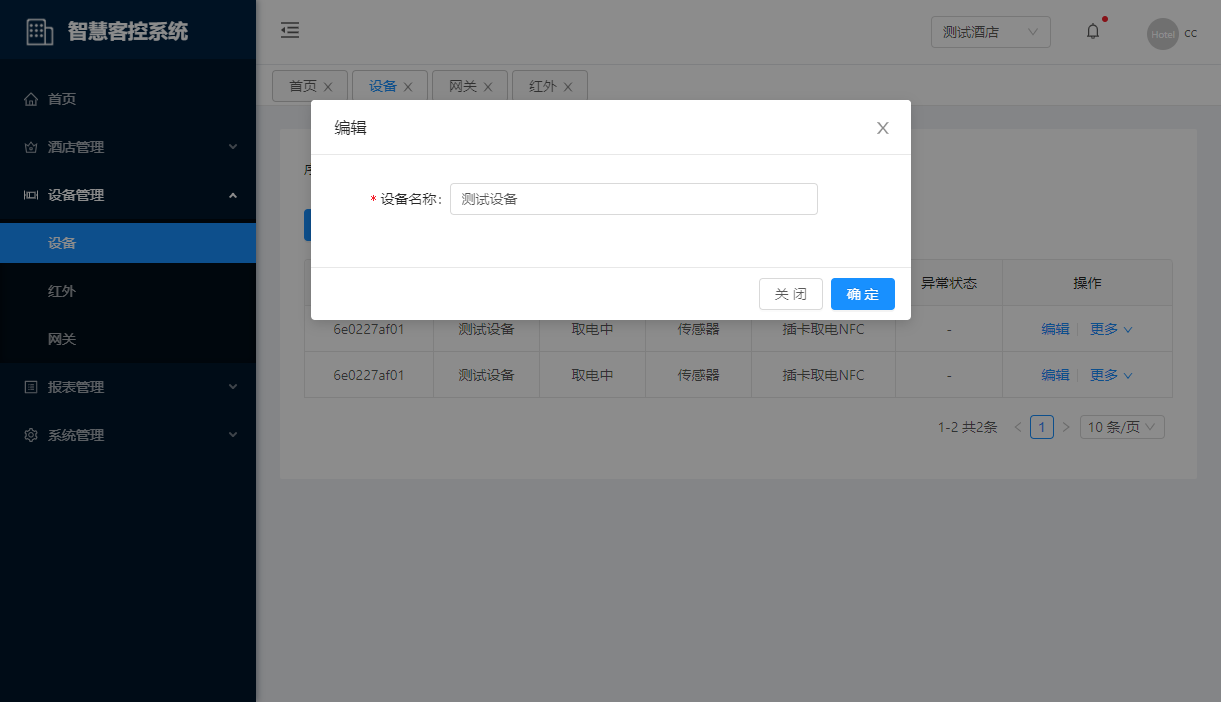 智慧客控系统
测试酒店
Hotel
cc
首页
酒店管理
设备管理
设备
红外
网关
报表管理
系统管理
首页
设备
网关
红外
编辑
* 设备名称:
测试设备
关 闭
确 定
异常状态
操作
6e0227af01 测试设备 取电中 传感器 插卡取电NFC - 编辑 更多
6e0227af01 测试设备 取电中 传感器 插卡取电NFC - 编辑 更多
1-2 共2条 1 10 条/页